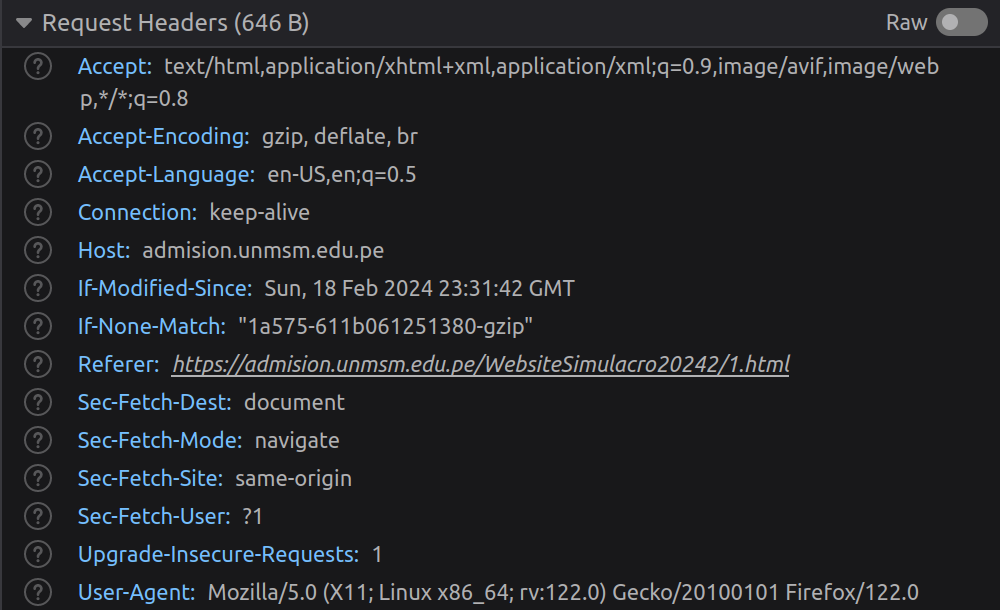 Request Headers (646 B) Raw
Accept: text/html,application/xhtml+xml,application/xml;q=0.9,image/avif,image/web
p,*/*;q=0.8
Accept-Encoding: gzip, deflate, br
Accept-Language: en-US,en;q=0.5
Connection: keep-alive
Host: admision.unmsm.edu.pe
If-Modified-Since: Sun, 18 Feb 2024 23:31:42 GMT
If-None-Match: "1a575-611b061251380-gzip"
Referer: https://admision.unmsm.edu.pe/WebsiteSimulacro20242/1.html
Sec-Fetch-Dest: document
Sec-Fetch-Mode: navigate
Sec-Fetch-Site: same-origin
Sec-Fetch-User: ?1
Upgrade-Insecure-Requests: 1
User-Agent: Mozilla/5.0 (X11; Linux x86_64; rv:122.0) Gecko/20100101 Firefox/122.0